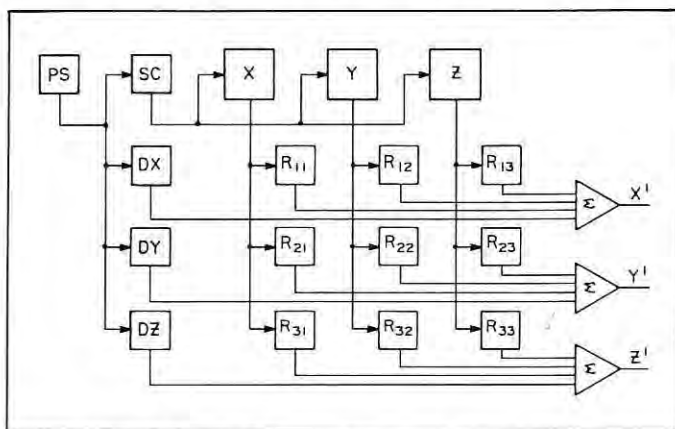 PS SC X Y Z
DX R11 R12 R13 Σ X'
DY R21 R22 R23 Σ Y'
DZ R31 R32 R33 Σ Z'